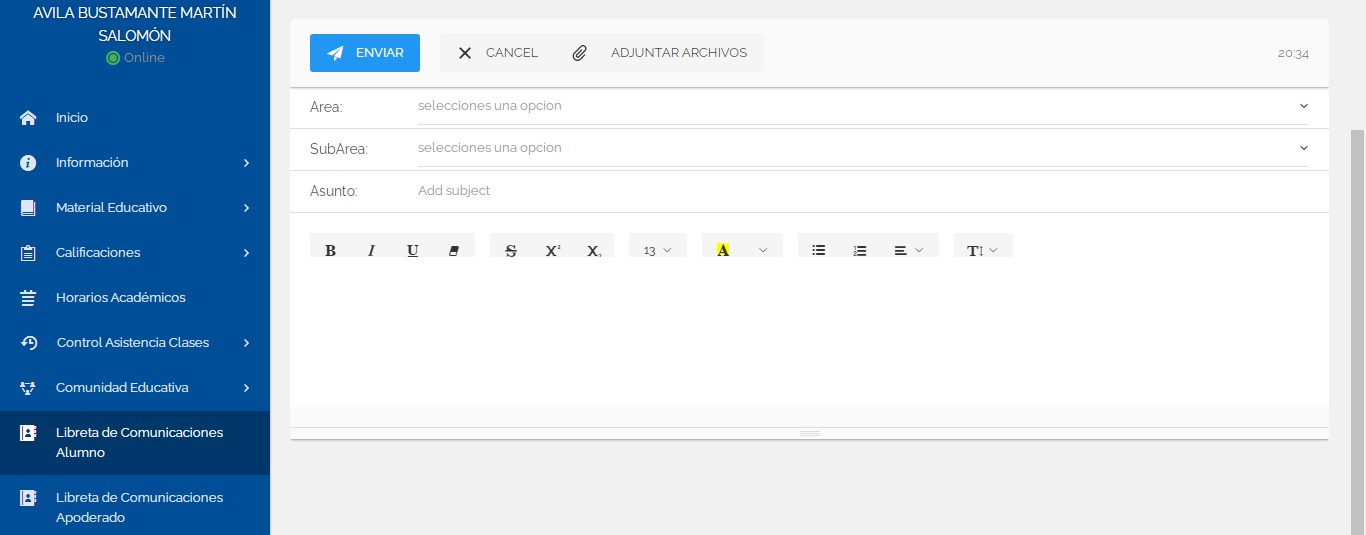 AVILA BUSTAMANTE MARTÍN
SALOMÓN
Online
Inicio
Información
Material Educativo
Calificaciones
Horarios Académicos
Control Asistencia Clases
Comunidad Educativa
Libreta de Comunicaciones
Alumno
Libreta de Comunicaciones
Apoderado
ENVIAR CANCEL ADJUNTAR ARCHIVOS 20:34
Area: selecciones una opcion
SubArea: selecciones una opcion
Asunto: Add subject
B I U S X² X, 13 A T